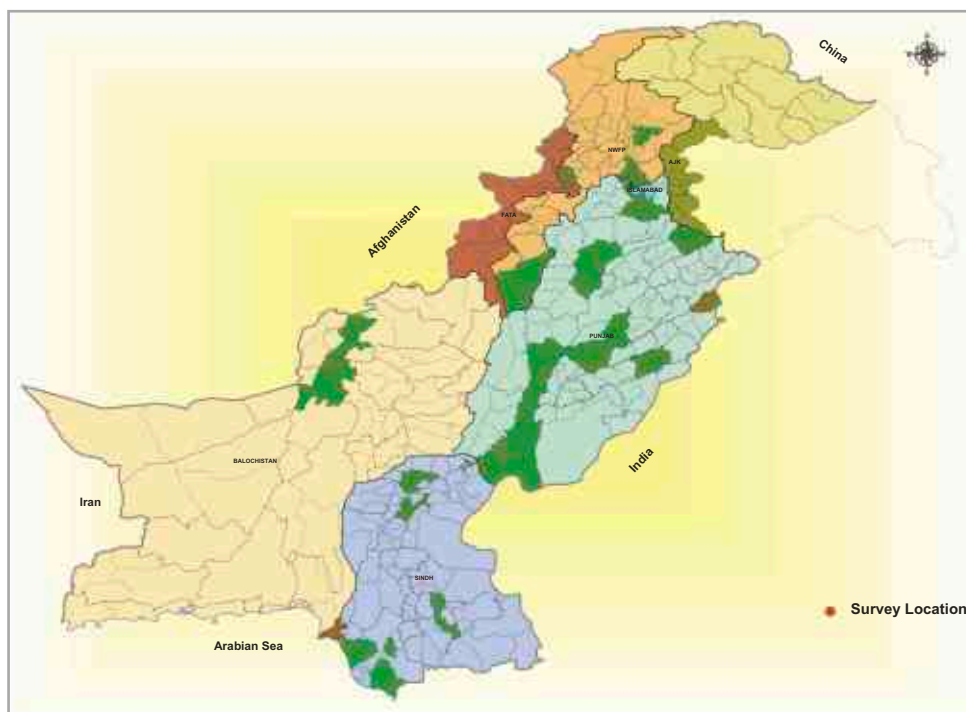 China
NWFP
AJK
ISLAMABAD
FATA
Afghanistan
PUNJAB
India
BALOCHISTAN
Iran
SINDH
Survey Location
Arabian Sea